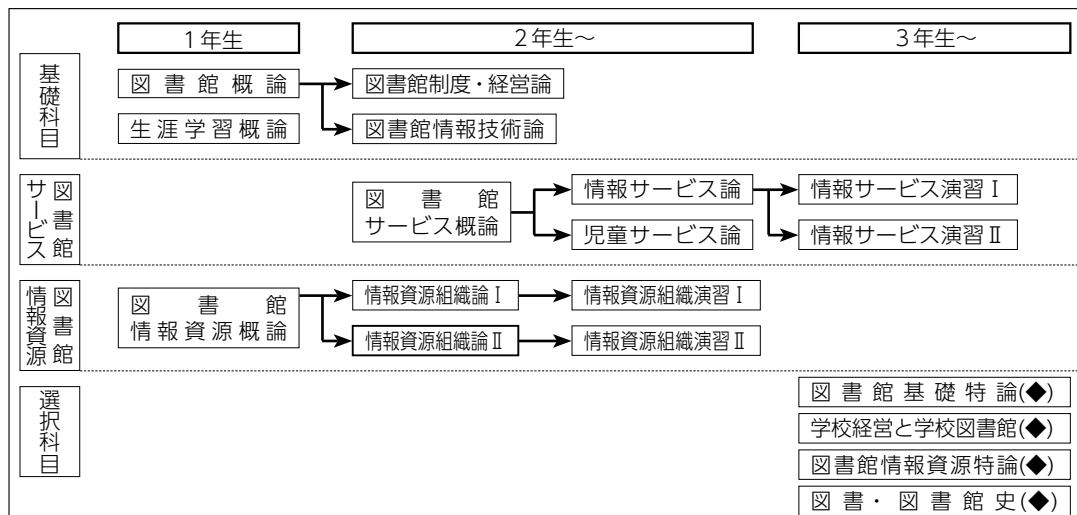 1年生
2年生～
3年生～
基礎科目
図書館概論
図書館制度・経営論
生涯学習概論
図書館情報技術論
図書館
サービス
図書館
サービス概論
情報サービス論
情報サービス演習Ⅰ
児童サービス論
情報サービス演習Ⅱ
図書館
情報資源
図書館
情報資源概論
情報資源組織論Ⅰ
情報資源組織演習Ⅰ
情報資源組織論Ⅱ
情報資源組織演習Ⅱ
選択科目
図書館基礎特論(◆)
学校経営と学校図書館(◆)
図書館情報資源特論(◆)
図書・図書館史(◆)